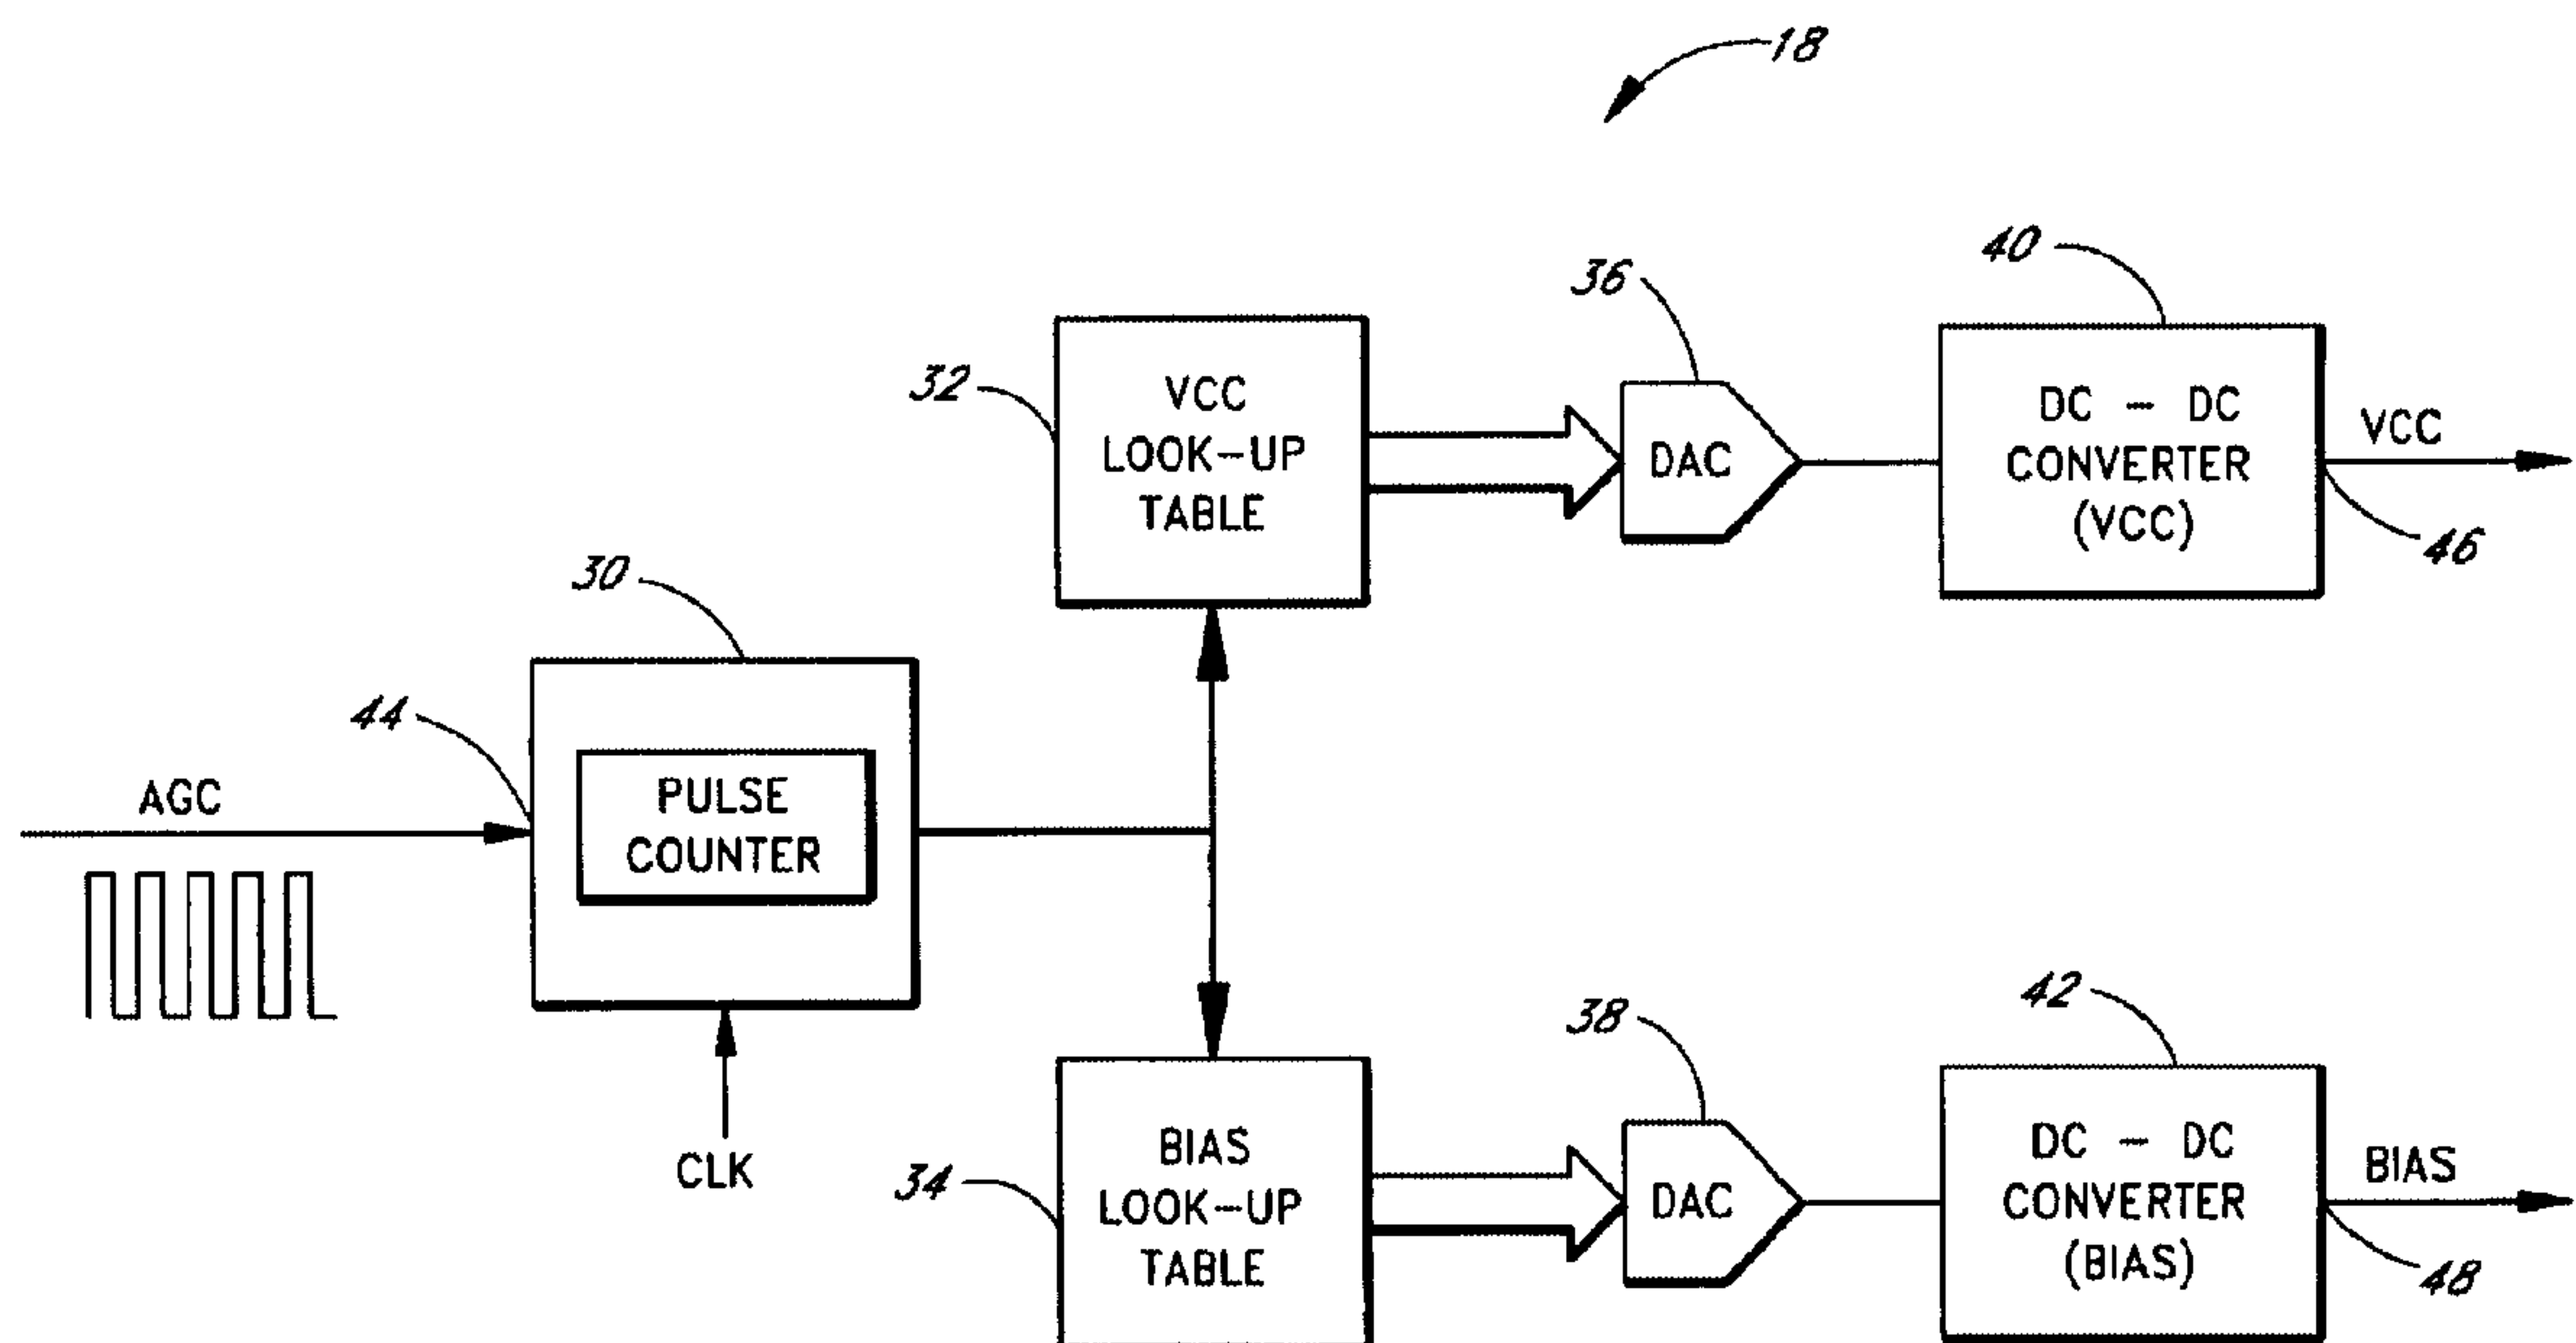 18
40
36
32
VCC
LOOK-UP
TABLE
DAC
DC - DC
CONVERTER
(VCC)
VCC
46
30
44
AGC
PULSE
COUNTER
CLK
42
38
34
BIAS
LOOK-UP
TABLE
DAC
DC - DC
CONVERTER
(BIAS)
BIAS
48